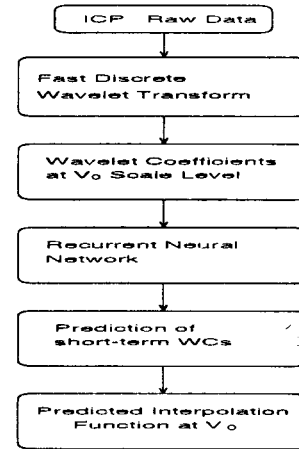 ICP Raw Data
Fast Discrete
Wavelet Transform
Wavelet Coefficients
at V₀ Scale Level
Recurrent Neural
Network
Prediction of
short-term WCs
Predicted Interpolation
Function at V₀